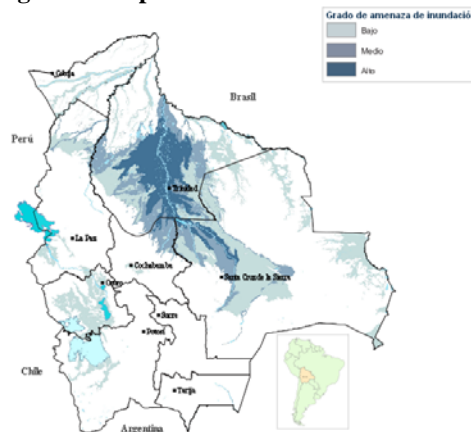 Grado de amenaza de inundació
Bajo
Medio
Alto
Cobija
Brasil
Perú
Trinidad
La Paz
Cochabamba
Oruro
Santa Cruz de la Sierra
Sucre
Potosí
Chile
Tarija
Argentina